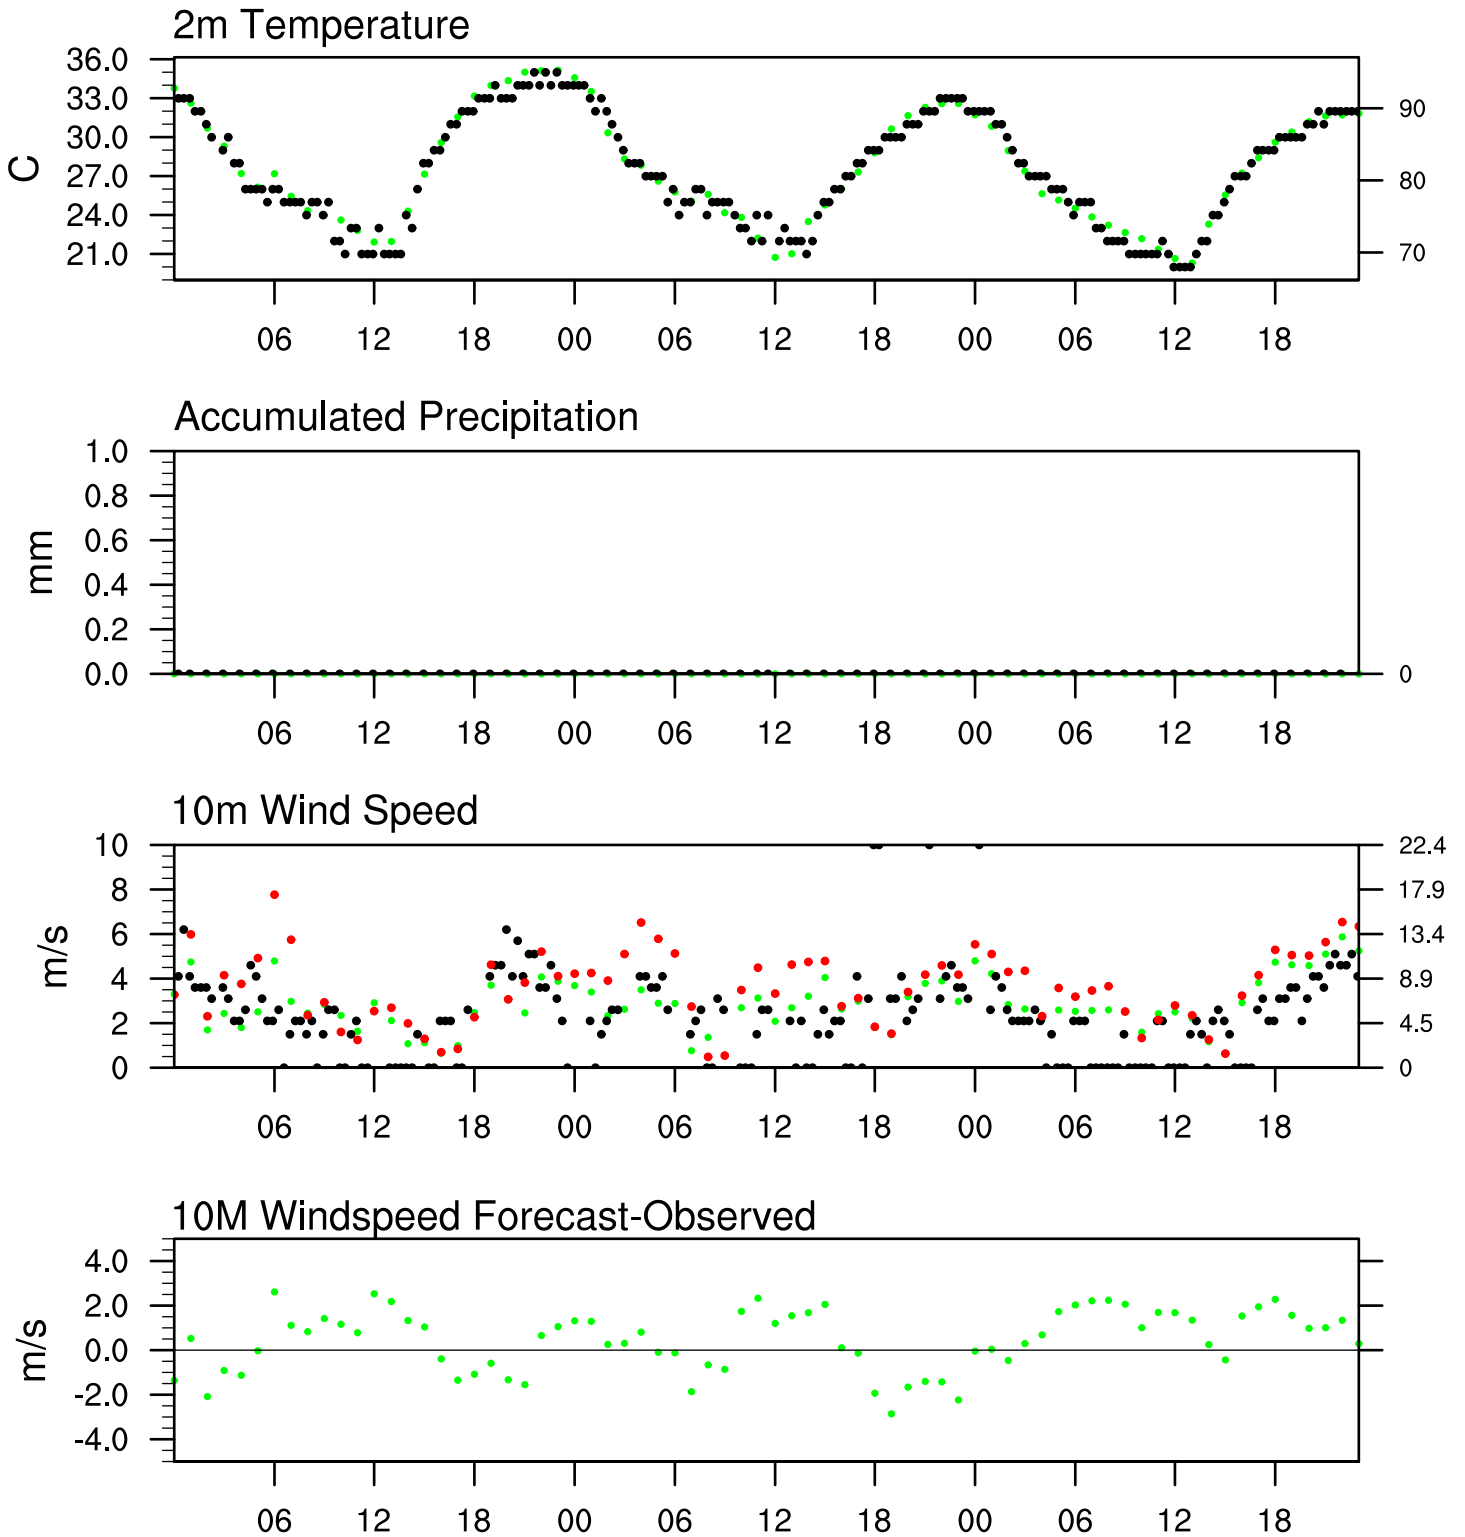 2m Temperature
36.0
33.0
30.0
27.0
24.0
21.0
C
90
80
70
06 12 18 00 06 12 18 00 06 12 18
Accumulated Precipitation
1.0
0.8
0.6
0.4
0.2
0.0
mm
0
06 12 18 00 06 12 18 00 06 12 18
10m Wind Speed
10
8
6
4
2
0
m/s
22.4
17.9
13.4
8.9
4.5
0
06 12 18 00 06 12 18 00 06 12 18
10M Windspeed Forecast-Observed
4.0
2.0
0.0
-2.0
-4.0
m/s
06 12 18 00 06 12 18 00 06 12 18